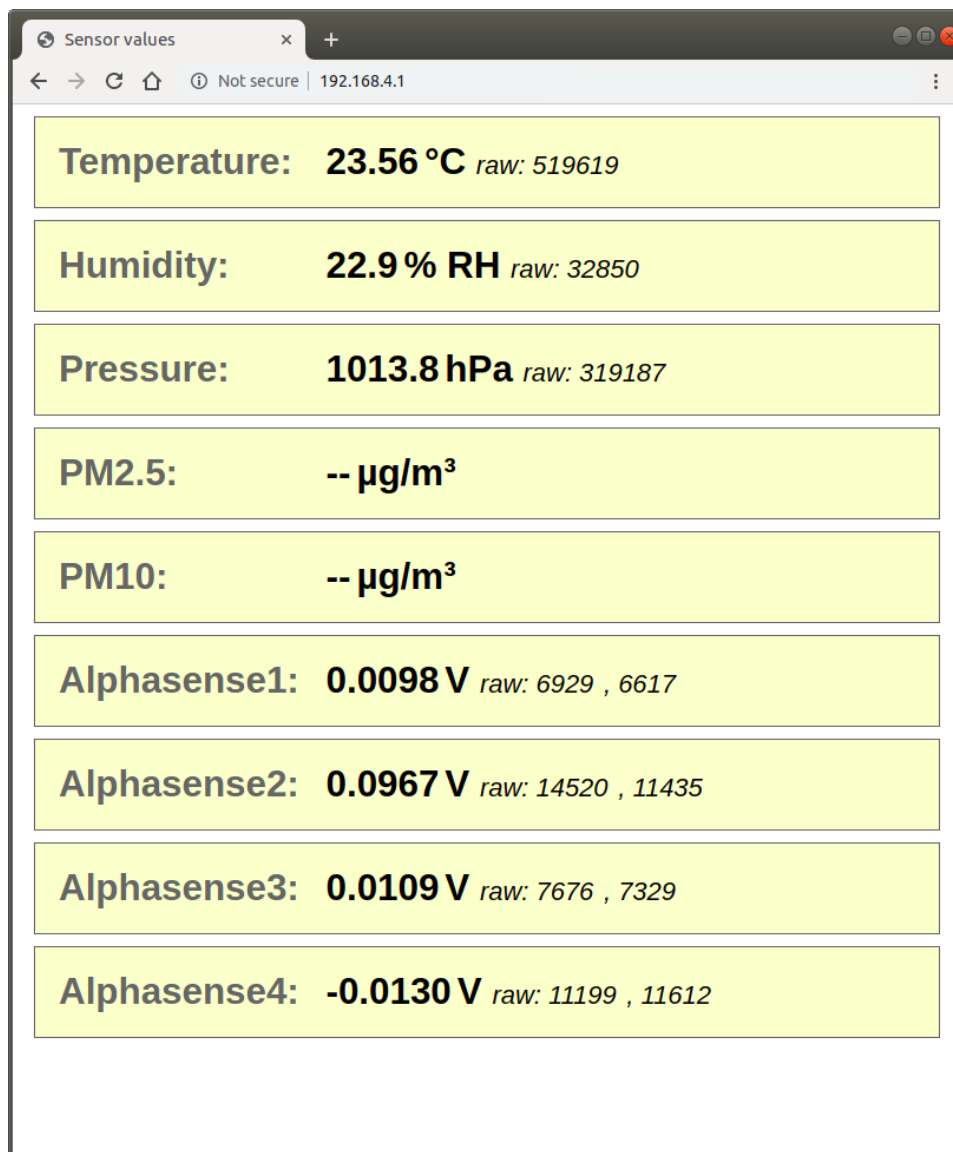 Sensor values
Not secure 192.168.4.1
Temperature: 23.56 °C raw: 519619
Humidity: 22.9 % RH raw: 32850
Pressure: 1013.8 hPa raw: 319187
PM2.5: -- µg/m³
PM10: -- µg/m³
Alphasense1: 0.0098 V raw: 6929 , 6617
Alphasense2: 0.0967 V raw: 14520 , 11435
Alphasense3: 0.0109 V raw: 7676 , 7329
Alphasense4: -0.0130 V raw: 11199 , 11612